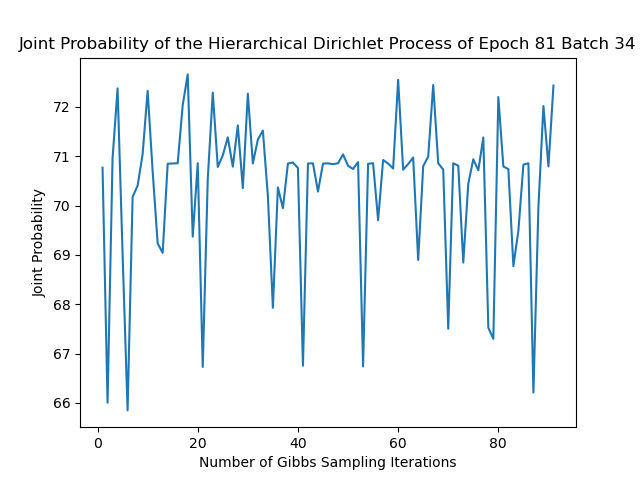 Joint Probability of the Hierarchical Dirichlet Process of Epoch 81 Batch 34
72
71
70
69
68
67
66
Joint Probability
0 20 40 60 80
Number of Gibbs Sampling Iterations